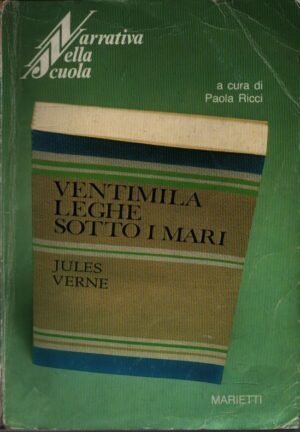 Narrativa
Nella
Scuola
a cura di
Paola Ricci
VENTIMILA
LEGHE
SOTTO I MARI
JULES
VERNE
MARIETTI